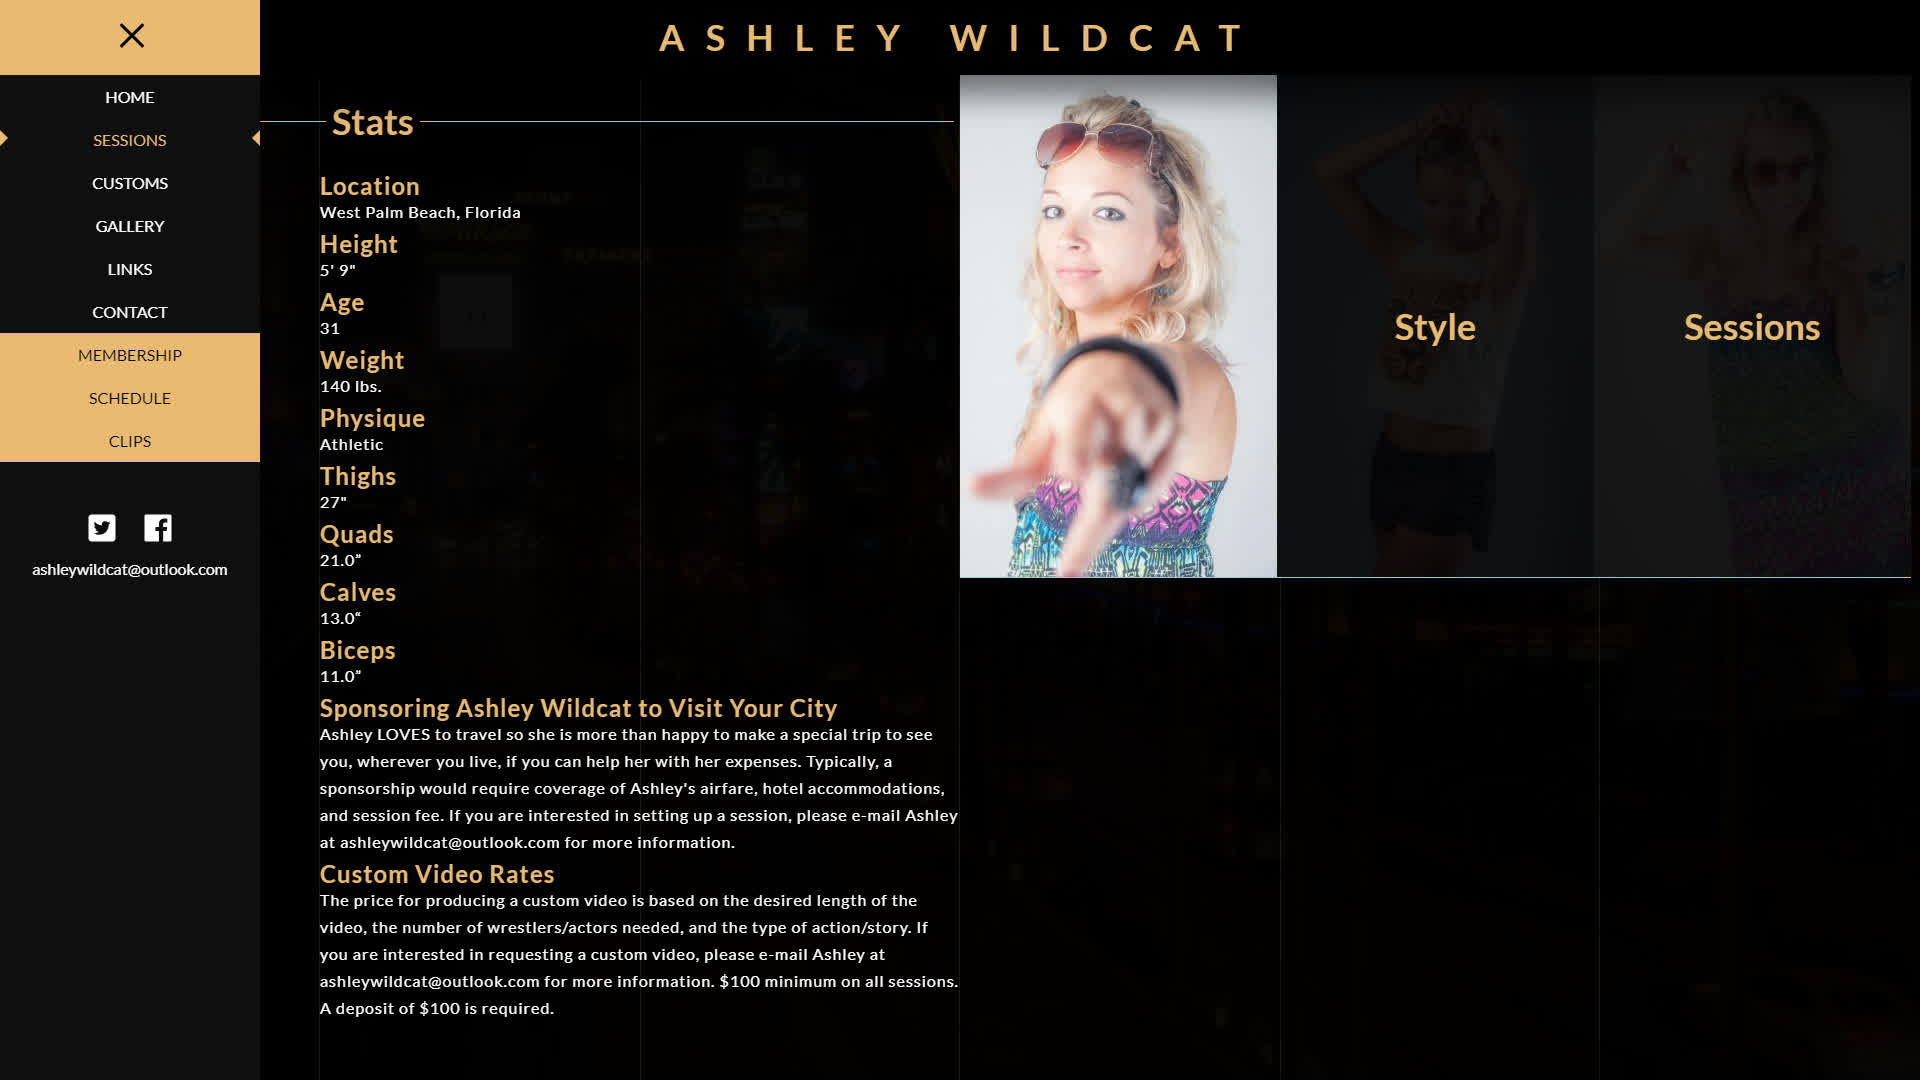 ASHLEY WILDCAT
HOME
SESSIONS
CUSTOMS
GALLERY
LINKS
CONTACT
MEMBERSHIP
SCHEDULE
CLIPS
ashleywildcat@outlook.com
Stats
Location
West Palm Beach, Florida
Height
5' 9"
Age
31
Weight
140 lbs.
Physique
Athletic
Thighs
27"
Quads
21.0”
Calves
13.0“
Biceps
11.0”
Sponsoring Ashley Wildcat to Visit Your City
Ashley LOVES to travel so she is more than happy to make a special trip to see
you, wherever you live, if you can help her with her expenses. Typically, a
sponsorship would require coverage of Ashley's airfare, hotel accommodations,
and session fee. If you are interested in setting up a session, please e-mail Ashley
at ashleywildcat@outlook.com for more information.
Custom Video Rates
The price for producing a custom video is based on the desired length of the
video, the number of wrestlers/actors needed, and the type of action/story. If
you are interested in requesting a custom video, please e-mail Ashley at
ashleywildcat@outlook.com for more information. $100 minimum on all sessions.
A deposit of $100 is required.
Style
Sessions